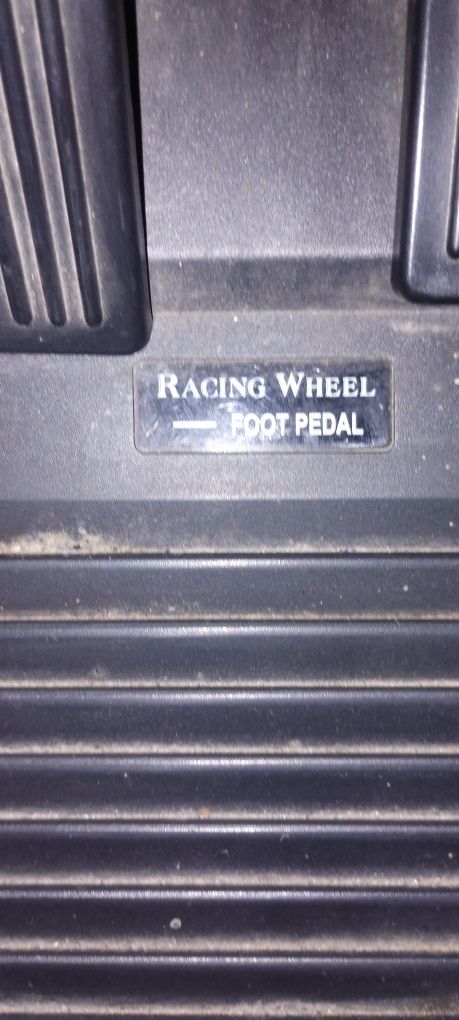 RACING WHEEL
— FOOT PEDAL